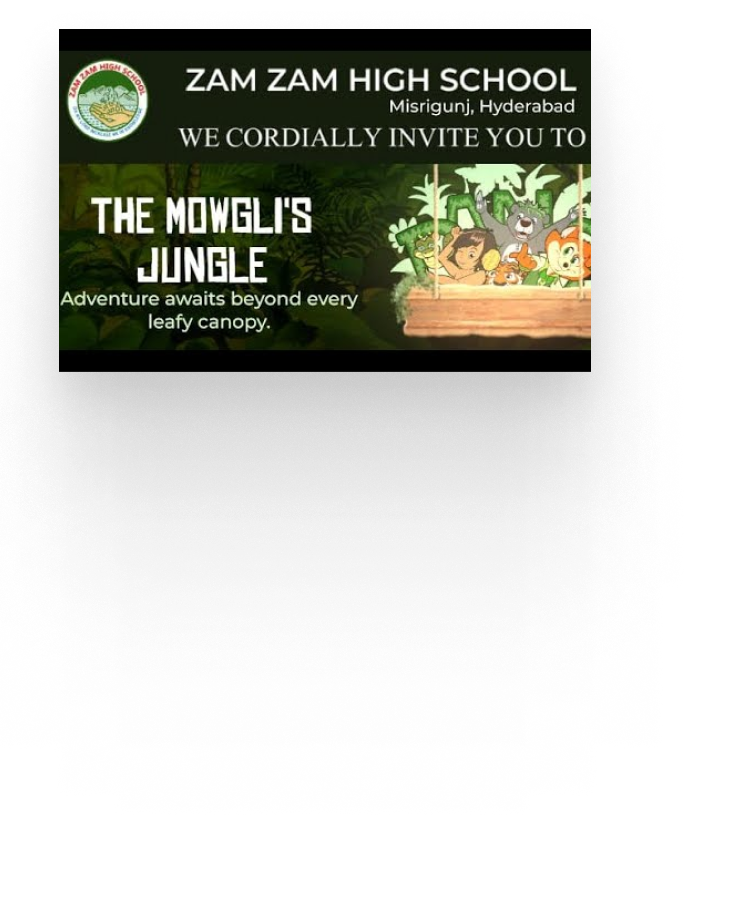 ZAM ZAM HIGH SCHOOL
ZAM ZAM HIGH SCHOOL
Misrigunj, Hyderabad
WE CORDIALLY INVITE YOU TO
THE MOWGLI'S
JUNGLE
Adventure awaits beyond every
leafy canopy.